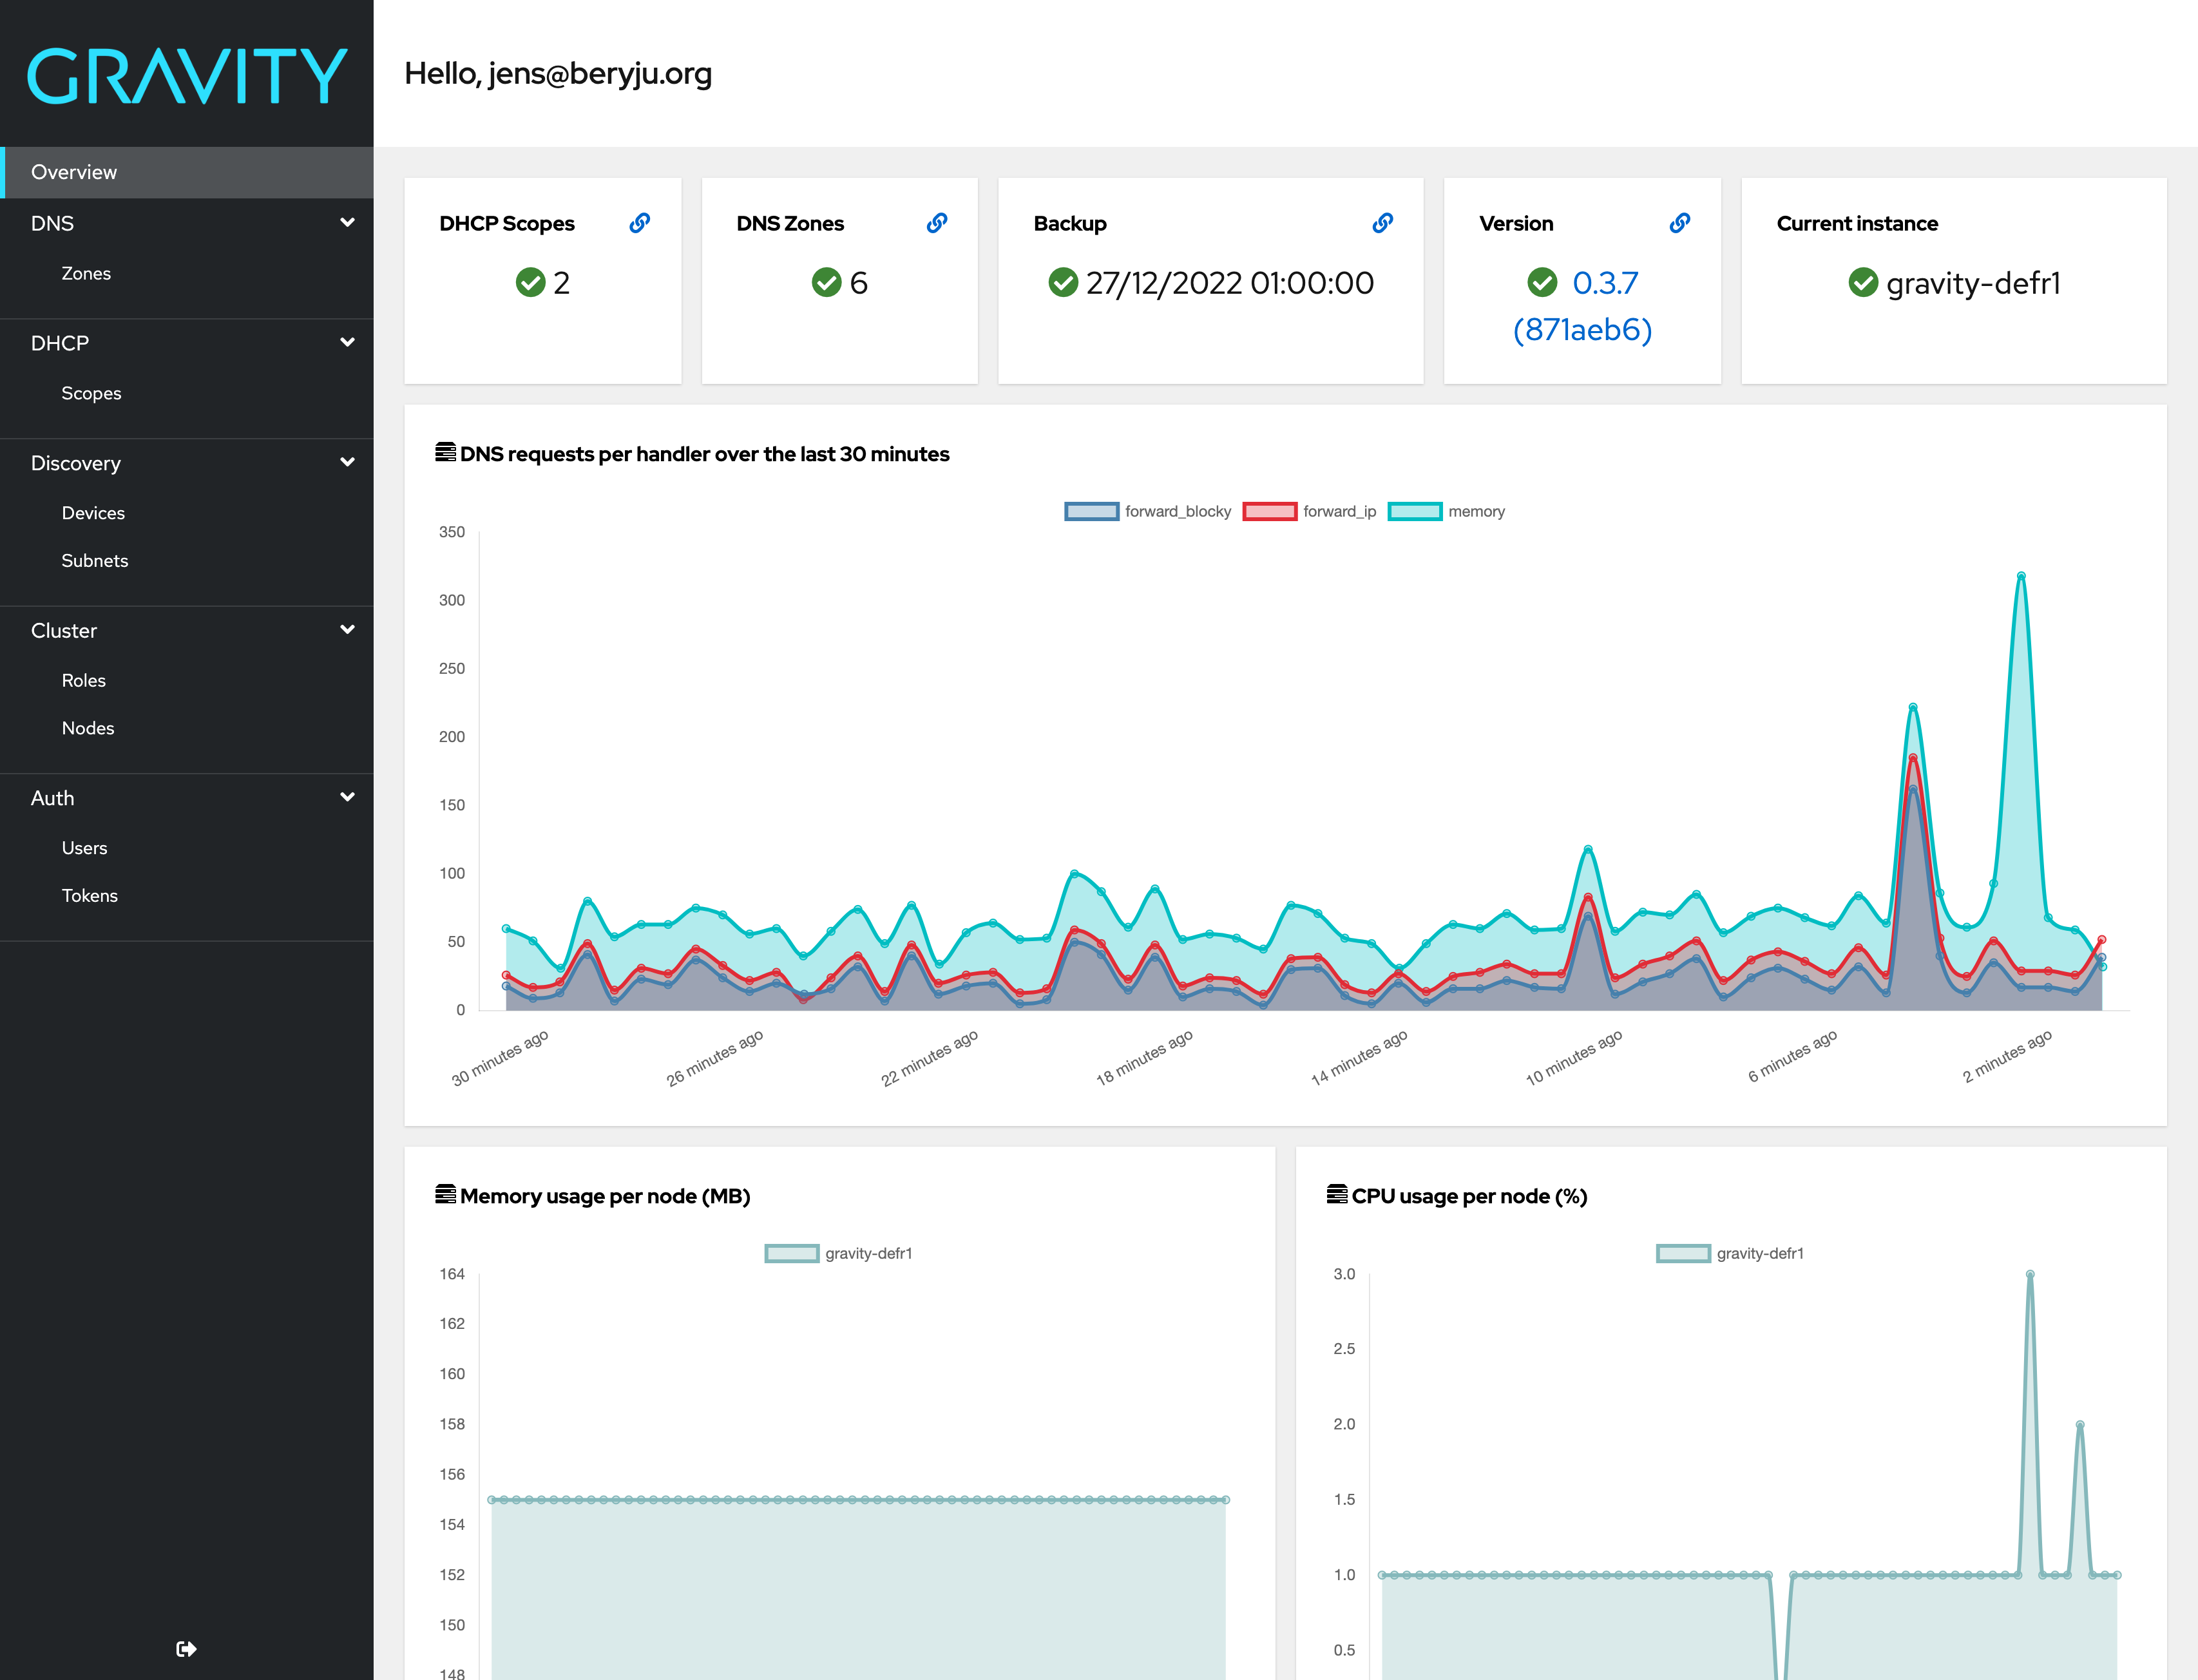 GRAVITY
Hello, jens@beryju.org
Overview
DNS
Zones
DHCP
Scopes
Discovery
Devices
Subnets
Cluster
Roles
Nodes
Auth
Users
Tokens
DHCP Scopes
2
DNS Zones
6
Backup
27/12/2022 01:00:00
Version
0.3.7
(871aeb6)
Current instance
gravity-defr1
DNS requests per handler over the last 30 minutes
forward_blocky forward_ip memory
350
300
250
200
150
100
50
0
30 minutes ago
26 minutes ago
22 minutes ago
18 minutes ago
14 minutes ago
10 minutes ago
6 minutes ago
2 minutes ago
Memory usage per node (MB)
gravity-defr1
164
162
160
158
156
154
152
150
148
CPU usage per node (%)
gravity-defr1
3.0
2.5
2.0
1.5
1.0
0.5